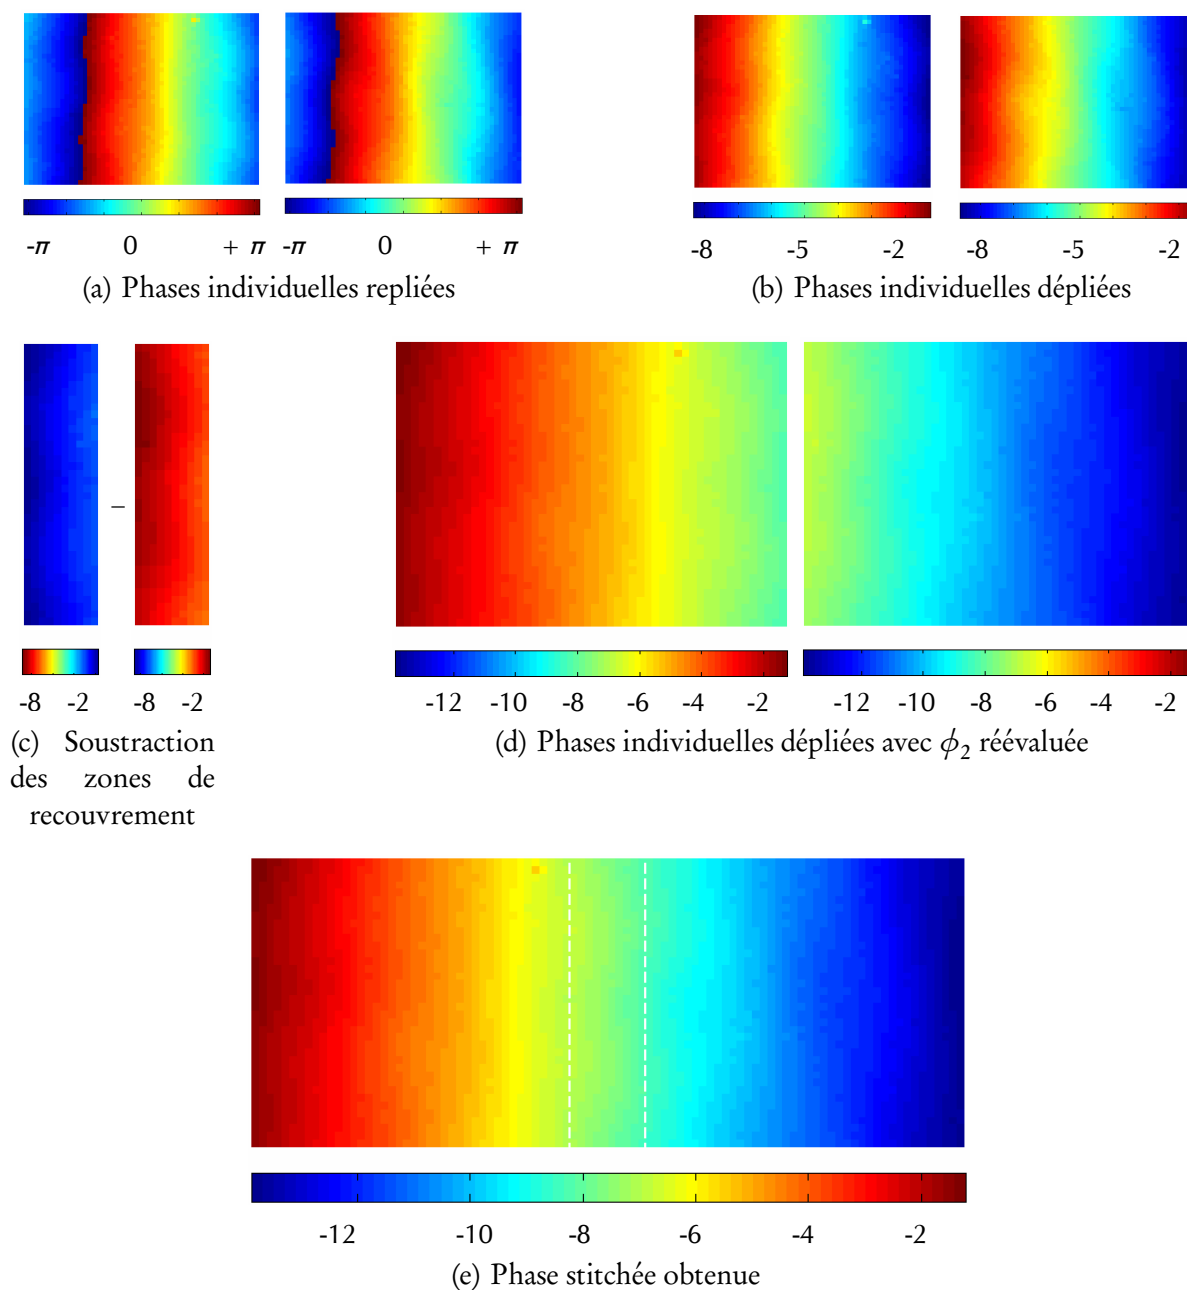 -π 0 + π -π 0 + π
(a) Phases individuelles repliées
-8 -5 -2 -8 -5 -2
(b) Phases individuelles dépliées
–
-8 -2 -8 -2
(c) Soustraction
des zones de
recouvrement
-12 -10 -8 -6 -4 -2 -12 -10 -8 -6 -4 -2
(d) Phases individuelles dépliées avec ϕ₂ réévaluée
-12 -10 -8 -6 -4 -2
(e) Phase stitchée obtenue